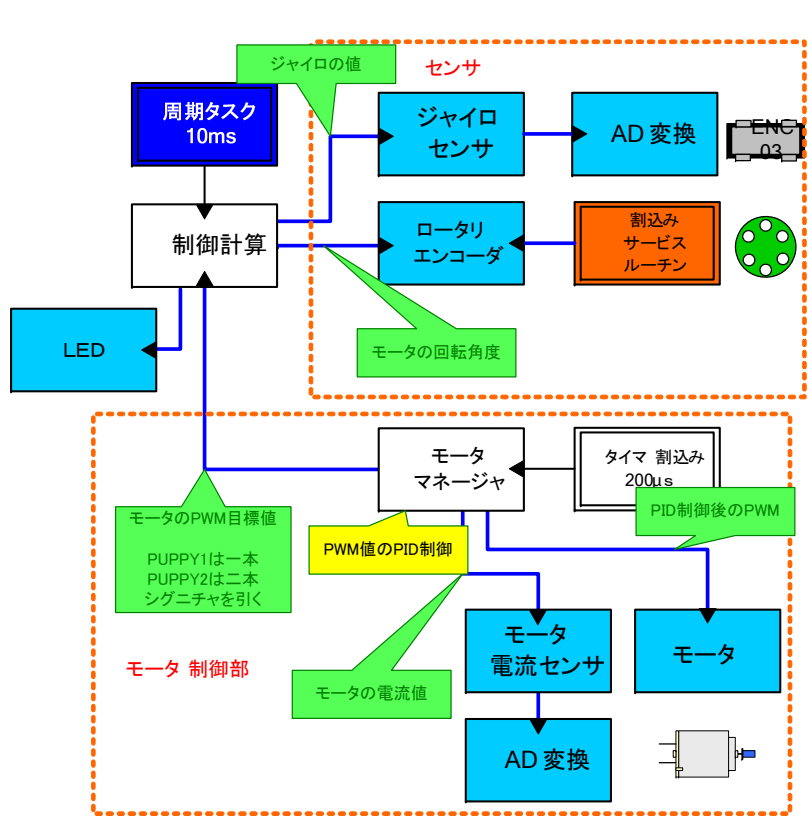 ジャイロの値
センサ
周期タスク
10ms
ジャイロ
センサ
AD 変換
ENC
03
制御計算
ロータリ
エンコーダ
割込み
サービス
ルーチン
LED
モータの回転角度
モータ
マネージャ
タイマ 割込み
200μs
モータのPWM目標値
PUPPY1は一本
PUPPY2は二本
シグニチャを引く
PWM値のPID制御
PID制御後のPWM
モータ
電流センサ
モータ
モータ 制御部
モータの電流値
AD 変換